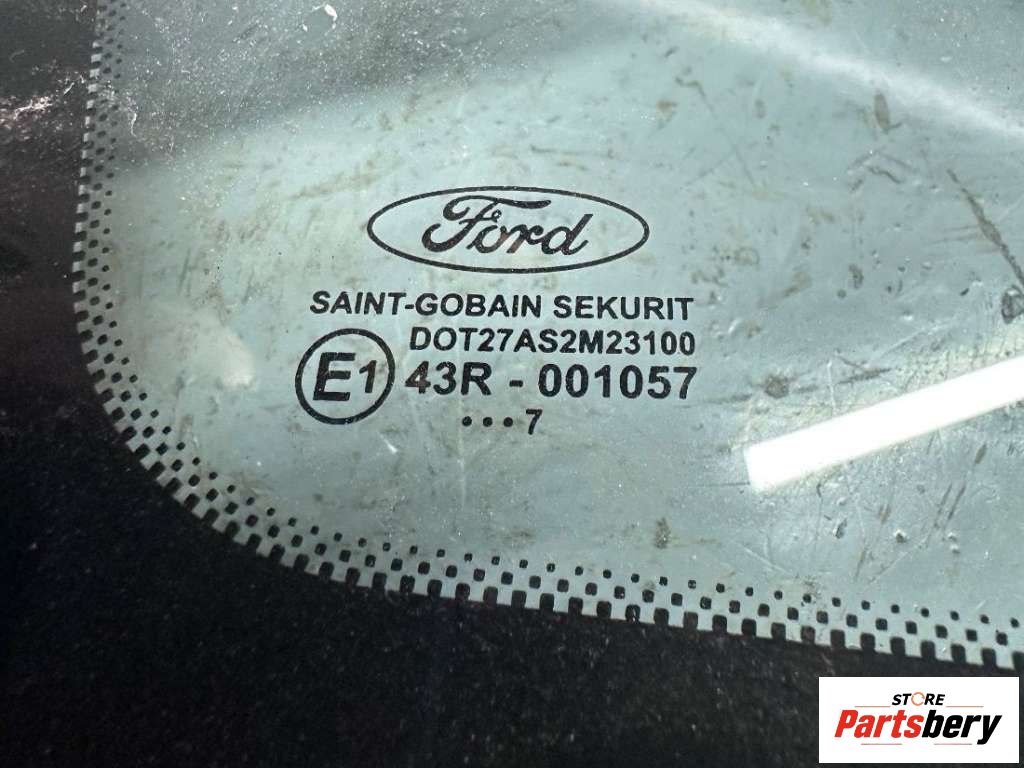 Ford
SAINT-GOBAIN SEKURIT
DOT27AS2M23100
E1 43R - 001057
•••7
STORE
Partsbery